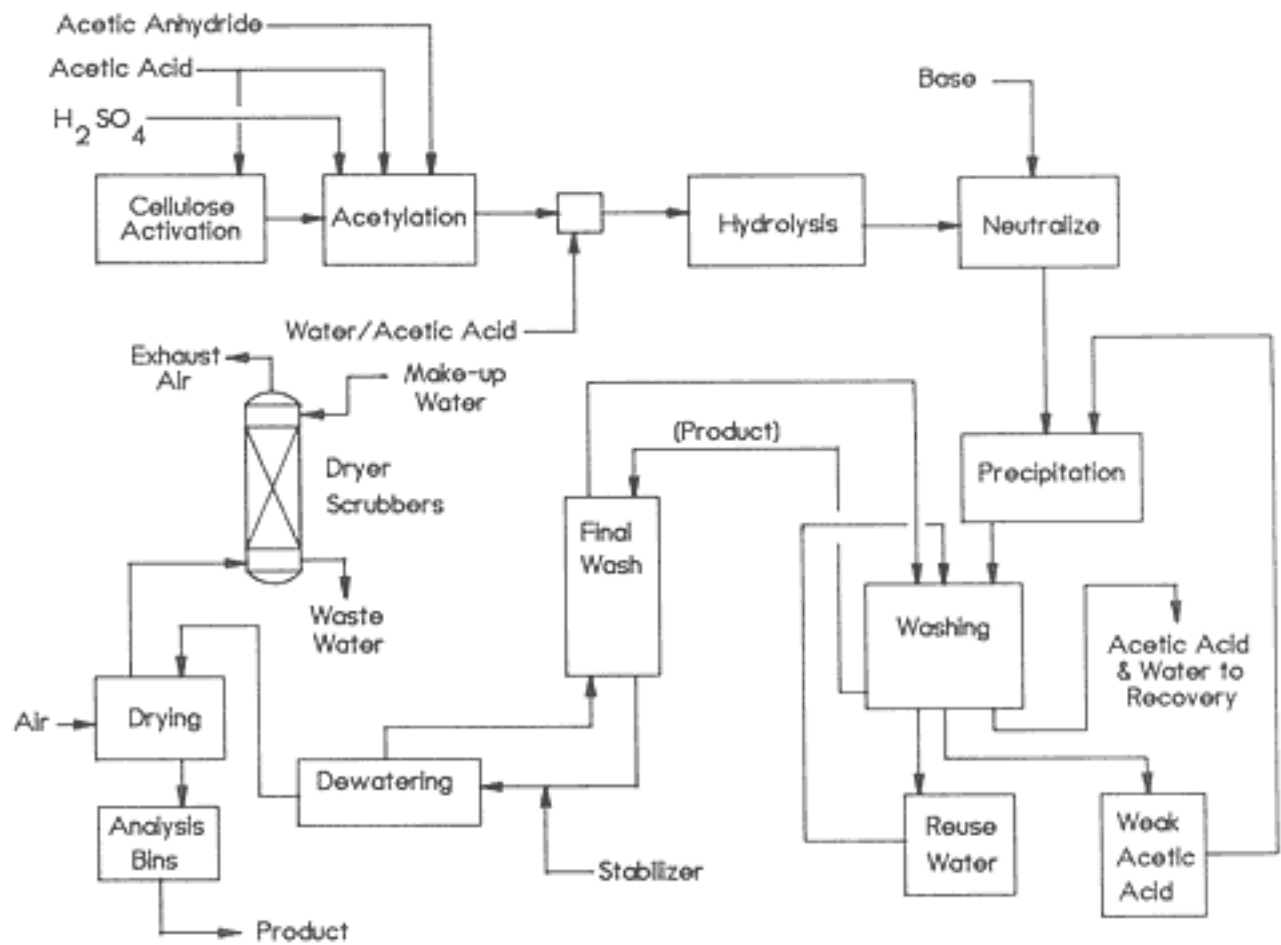 Acetic Anhydride
Acetic Acid
H2SO4
Base
Cellulose
Activation
Acetylation
Hydrolysis
Neutralize
Water/Acetic Acid
Exhaust
Air
Make-up
Water
(Product)
Precipitation
Dryer
Scrubbers
Final
Wash
Waste
Water
Washing
Acetic Acid
& Water to
Recovery
Air
Drying
Dewatering
Analysis
Bins
Reuse
Water
Weak
Acetic
Acid
Stabilizer
Product